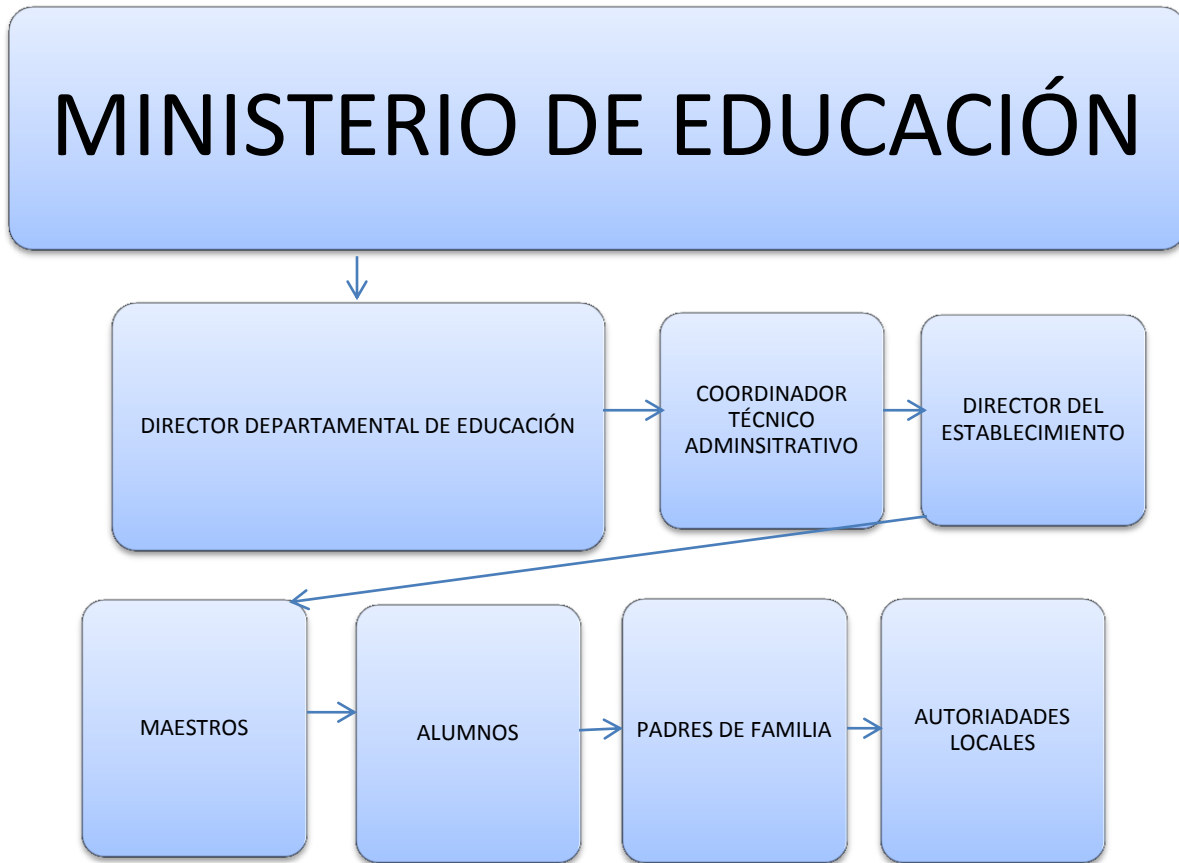 MINISTERIO DE EDUCACIÓN
DIRECTOR DEPARTAMENTAL DE EDUCACIÓN
COORDINADOR
TÉCNICO
ADMINSITRATIVO
DIRECTOR DEL
ESTABLECIMIENTO
MAESTROS
ALUMNOS
PADRES DE FAMILIA
AUTORIADADES
LOCALES